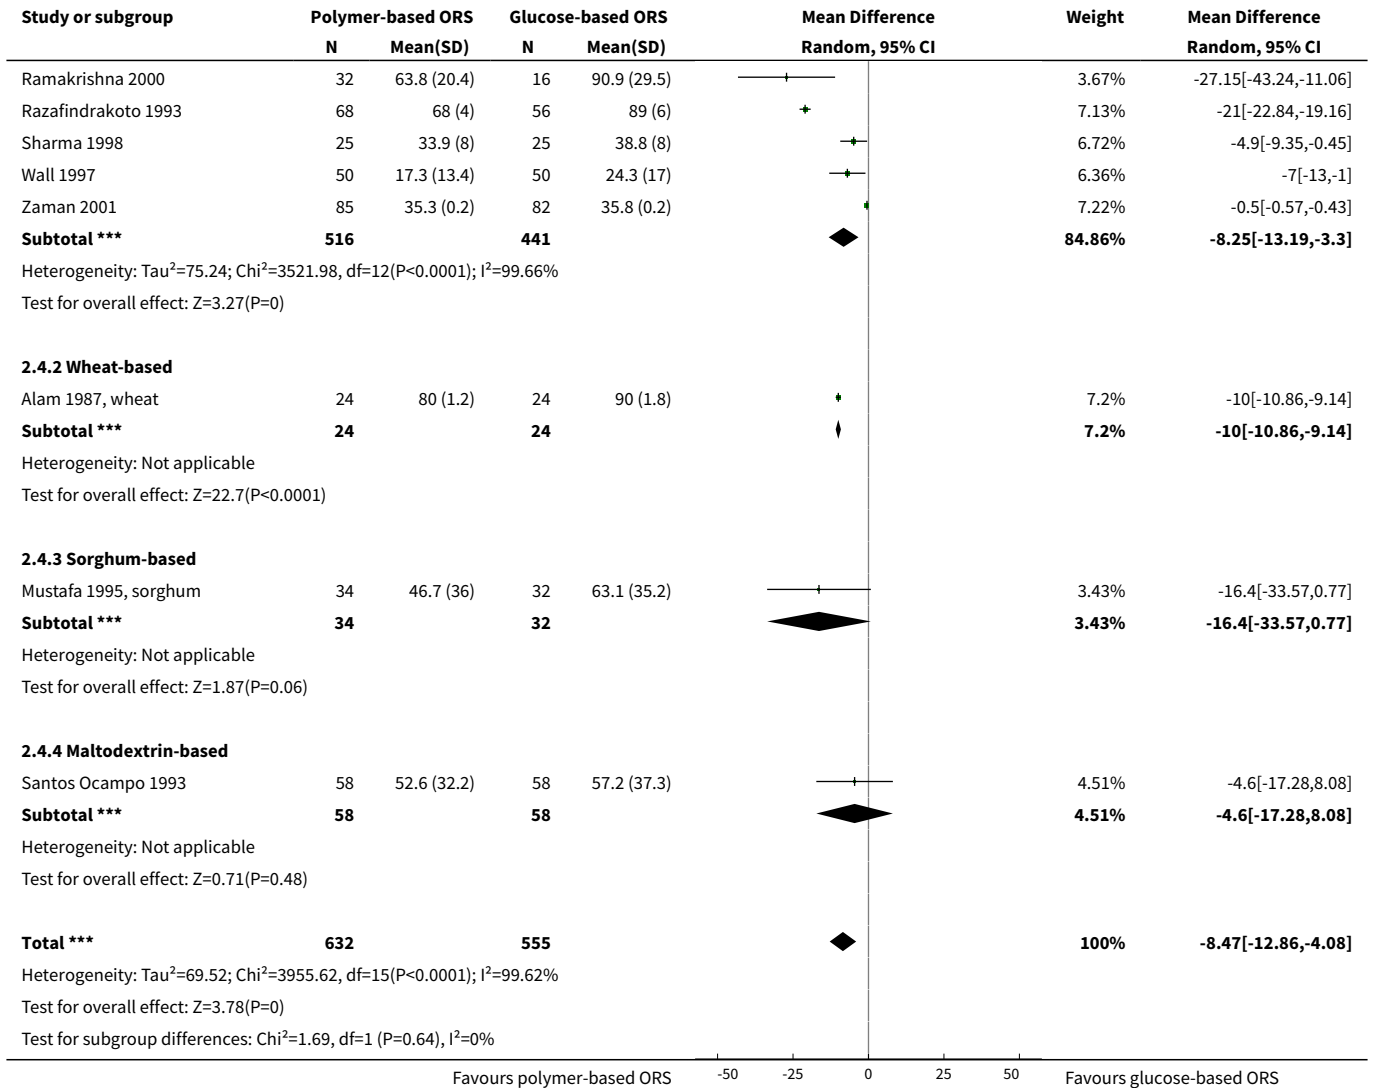 Study or subgroup Polymer-based ORS Glucose-based ORS Mean Difference Weight Mean Difference
N Mean(SD) N Mean(SD) Random, 95% CI Random, 95% CI
Ramakrishna 2000 32 63.8 (20.4) 16 90.9 (29.5) 3.67% -27.15[-43.24,-11.06]
Razafindrakoto 1993 68 68 (4) 56 89 (6) 7.13% -21[-22.84,-19.16]
Sharma 1998 25 33.9 (8) 25 38.8 (8) 6.72% -4.9[-9.35,-0.45]
Wall 1997 50 17.3 (13.4) 50 24.3 (17) 6.36% -7[-13,-1]
Zaman 2001 85 35.3 (0.2) 82 35.8 (0.2) 7.22% -0.5[-0.57,-0.43]
Subtotal *** 516 441 84.86% -8.25[-13.19,-3.3]
Heterogeneity: Tau²=75.24; Chi²=3521.98, df=12(P<0.0001); I²=99.66%
Test for overall effect: Z=3.27(P=0)
2.4.2 Wheat-based
Alam 1987, wheat 24 80 (1.2) 24 90 (1.8) 7.2% -10[-10.86,-9.14]
Subtotal *** 24 24 7.2% -10[-10.86,-9.14]
Heterogeneity: Not applicable
Test for overall effect: Z=22.7(P<0.0001)
2.4.3 Sorghum-based
Mustafa 1995, sorghum 34 46.7 (36) 32 63.1 (35.2) 3.43% -16.4[-33.57,0.77]
Subtotal *** 34 32 3.43% -16.4[-33.57,0.77]
Heterogeneity: Not applicable
Test for overall effect: Z=1.87(P=0.06)
2.4.4 Maltodextrin-based
Santos Ocampo 1993 58 52.6 (32.2) 58 57.2 (37.3) 4.51% -4.6[-17.28,8.08]
Subtotal *** 58 58 4.51% -4.6[-17.28,8.08]
Heterogeneity: Not applicable
Test for overall effect: Z=0.71(P=0.48)
Total *** 632 555 100% -8.47[-12.86,-4.08]
Heterogeneity: Tau²=69.52; Chi²=3955.62, df=15(P<0.0001); I²=99.62%
Test for overall effect: Z=3.78(P=0)
Test for subgroup differences: Chi²=1.69, df=1 (P=0.64), I²=0%
Favours polymer-based ORS -50 -25 0 25 50 Favours glucose-based ORS